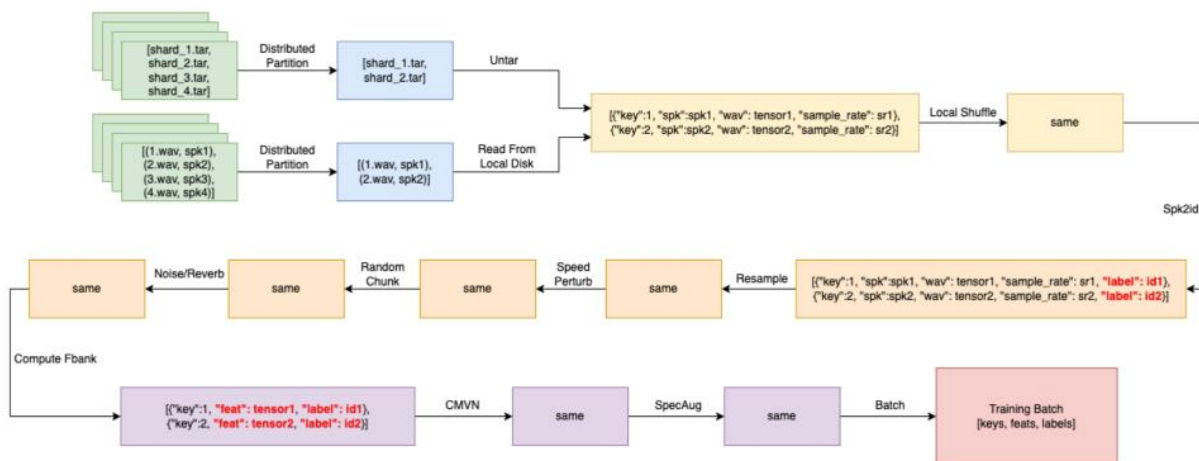 [shard_1.tar,
shard_2.tar,
shard_3.tar,
shard_4.tar]
Distributed
Partition
[shard_1.tar,
shard_2.tar]
Untar
[(1.wav, spk1),
(2.wav, spk2),
(3.wav, spk3),
(4.wav, spk4)]
Distributed
Partition
[(1.wav, spk1),
(2.wav, spk2)]
Read From
Local Disk
[{"key":1, "spk":spk1, "wav": tensor1, "sample_rate": sr1},
{"key":2, "spk":spk2, "wav": tensor2, "sample_rate": sr2}]
Local Shuffle
same
Spk2id
[{"key":1, "spk":spk1, "wav": tensor1, "sample_rate": sr1, "label": id1},
{"key":2, "spk":spk2, "wav": tensor2, "sample_rate": sr2, "label": id2}]
Resample
same
Speed
Perturb
same
Random
Chunk
same
Noise/Reverb
same
Compute Fbank
[{"key":1, "feat": tensor1, "label": id1},
{"key":2, "feat": tensor2, "label": id2}]
CMVN
same
SpecAug
same
Batch
Training Batch
[keys, feats, labels]